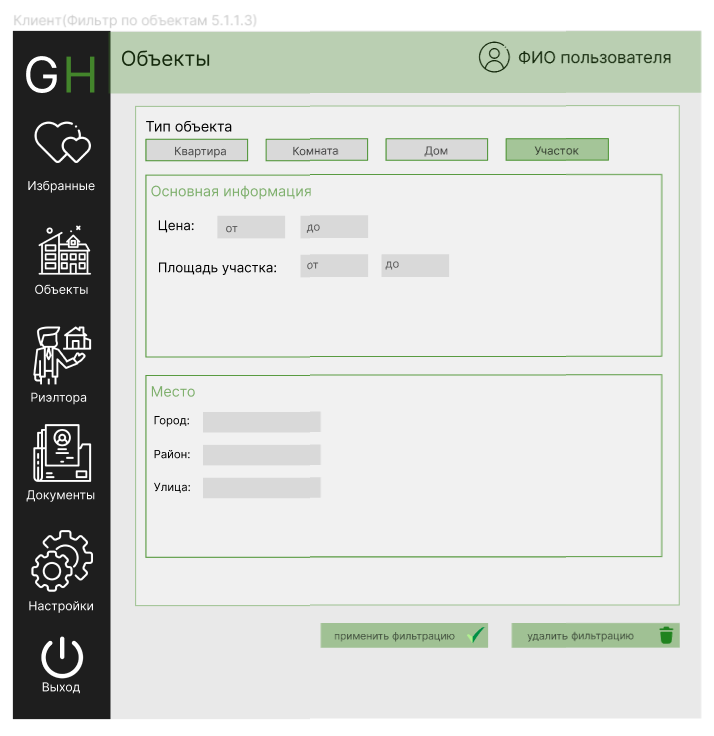 Клиент(Фильтр по объектам 5.1.1.3)
GH
Объекты
ФИО пользователя
Избранные
Объекты
Риэлтора
Документы
Настройки
Выход
Тип объекта
Квартира Комната Дом Участок
Основная информация
Цена: от до
Площадь участка: от до
Место
Город:
Район:
Улица:
применить фильтрацию удалить фильтрацию